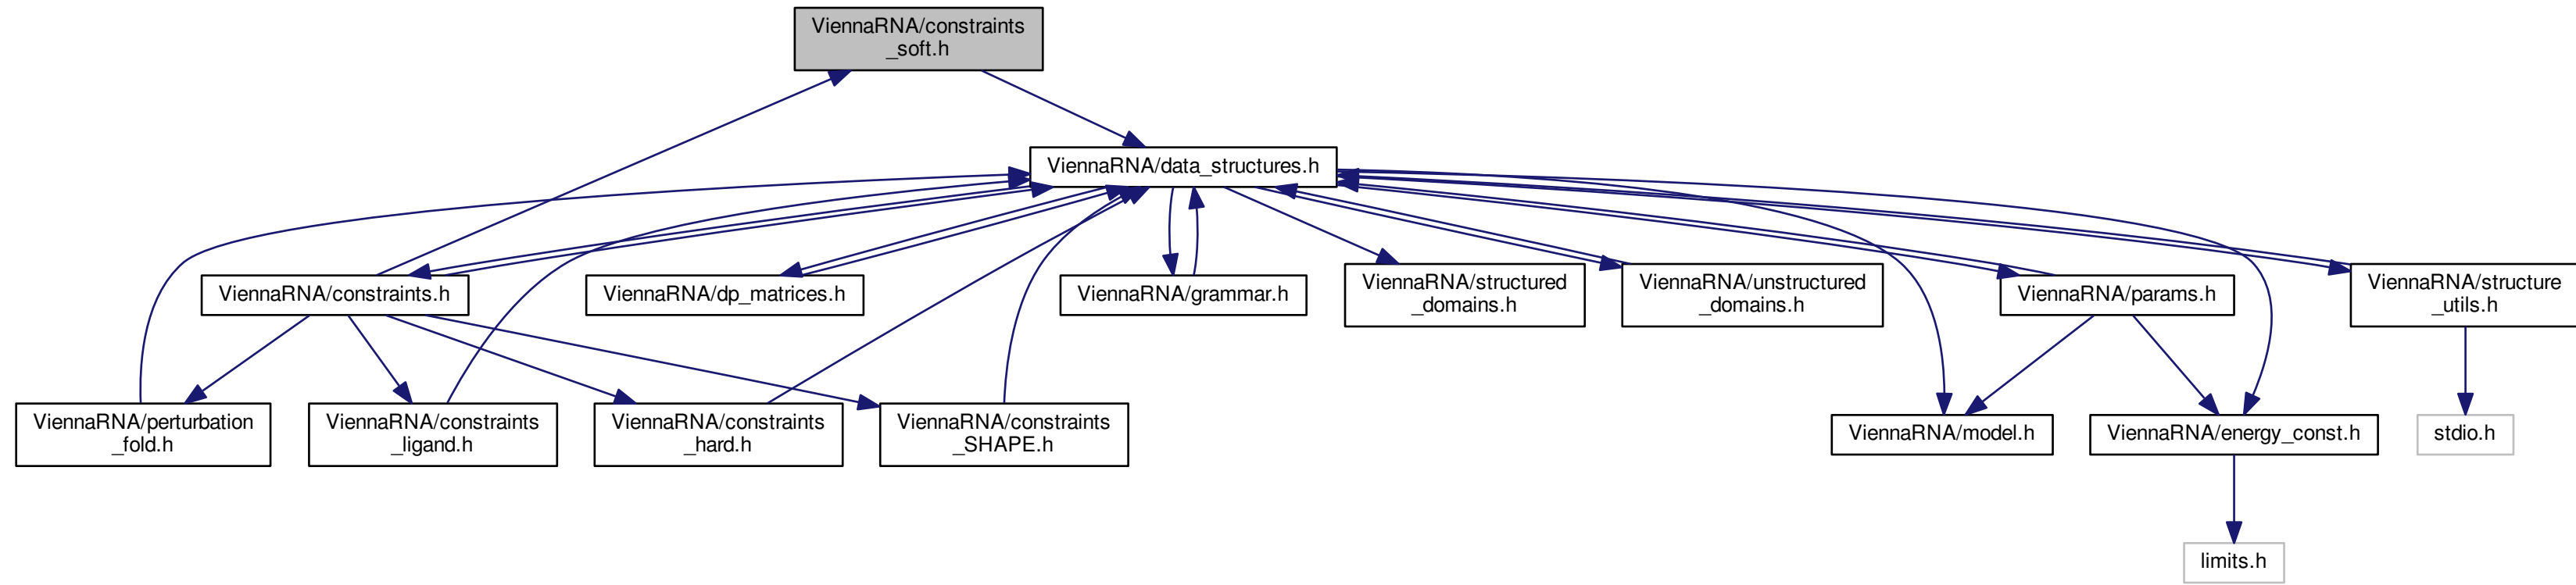 ViennaRNA/constraints
_soft.h
ViennaRNA/data_structures.h
ViennaRNA/constraints.h
ViennaRNA/dp_matrices.h
ViennaRNA/grammar.h
ViennaRNA/structured
_domains.h
ViennaRNA/unstructured
_domains.h
ViennaRNA/params.h
ViennaRNA/structure
_utils.h
ViennaRNA/perturbation
_fold.h
ViennaRNA/constraints
_ligand.h
ViennaRNA/constraints
_hard.h
ViennaRNA/constraints
_SHAPE.h
ViennaRNA/model.h
ViennaRNA/energy_const.h
stdio.h
limits.h